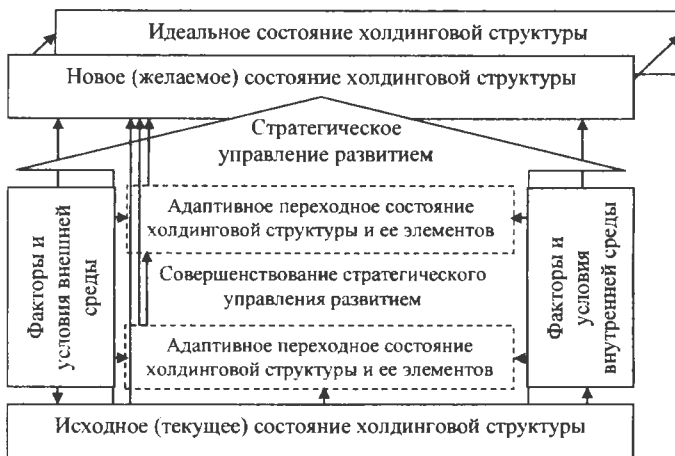 Идеальное состояние холдинговой структуры
Новое (желаемое) состояние холдинговой структуры
Стратегическое
управление развитием
Факторы и
условия внешней
среды
Адаптивное переходное состояние
холдинговой структуры и ее элементов
Совершенствование стратегического
управления развитием
Адаптивное переходное состояние
холдинговой структуры и ее элементов
Факторы и
условия
внутренней среды
Исходное (текущее) состояние холдинговой структуры